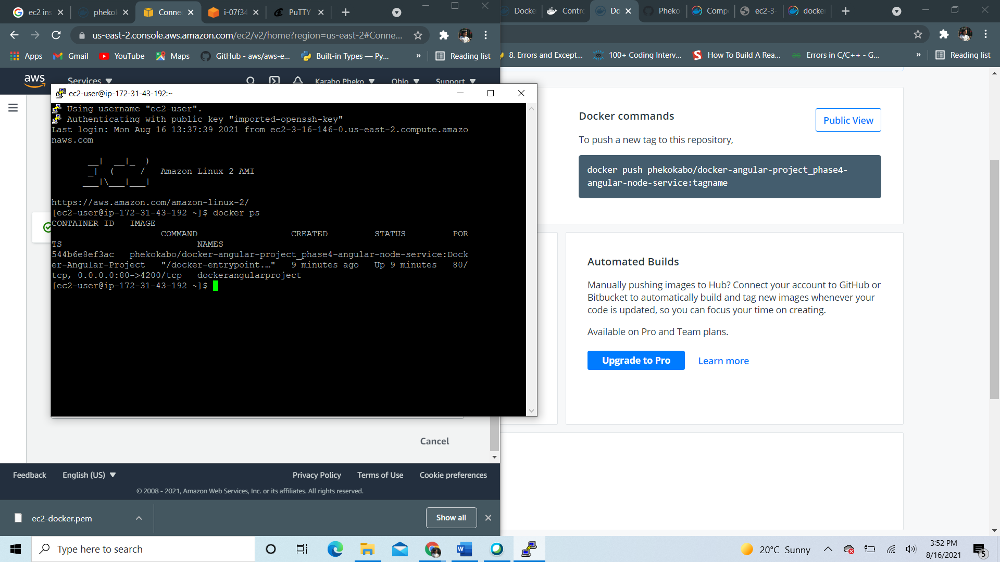 ec2 ins
phekol
Conne
i-07f34
PuTTY
Docke
Contro
Do
Pheko
Comp
ec2-3-
docke
us-east-2.console.aws.amazon.com/ec2/v2/home?region=us-east-2#Conne...
Apps
Gmail
YouTube
Maps
GitHub - aws/aws-e...
Built-in Types — Py...
»
Reading list
8. Errors and Except...
100+ Coding Interv...
How To Build A Rea...
Errors in C/C++ - G...
»
Reading list
aws
Services
Karabo Pheko
Ohio
Support
ec2-user@ip-172-31-43-192:~
Using username "ec2-user".
Authenticating with public key "imported-openssh-key"
Last login: Mon Aug 16 13:37:39 2021 from ec2-3-16-146-0.us-east-2.compute.amazo
naws.com
       __|  __|_  )
       _|  (     /   Amazon Linux 2 AMI
      ___|\___|___|
https://aws.amazon.com/amazon-linux-2/
[ec2-user@ip-172-31-43-192 ~]$ docker ps
CONTAINER ID   IMAGE
COMMAND                  CREATED         STATUS         POR
TS                          NAMES
544b6e8ef3ac   phekokabo/docker-angular-project_phase4-angular-node-service:Dock
er-Angular-Project   "/docker-entrypoint.…"   9 minutes ago   Up 9 minutes   80/
tcp, 0.0.0.0:80->4200/tcp   dockerangularproject
[ec2-user@ip-172-31-43-192 ~]$
Docker commands
Public View
To push a new tag to this repository,
docker push phekokabo/docker-angular-project_phase4-
angular-node-service:tagname
Automated Builds
Manually pushing images to Hub? Connect your account to GitHub or
Bitbucket to automatically build and tag new images whenever your
code is updated, so you can focus your time on creating.
Available on Pro and Team plans.
Upgrade to Pro
Learn more
Cancel
Feedback
English (US)
Privacy Policy
Terms of Use
Cookie preferences
© 2008 - 2021, Amazon Web Services, Inc. or its affiliates. All rights reserved.
ec2-docker.pem
Show all
Type here to search
20°C Sunny
3:52 PM
8/16/2021
5